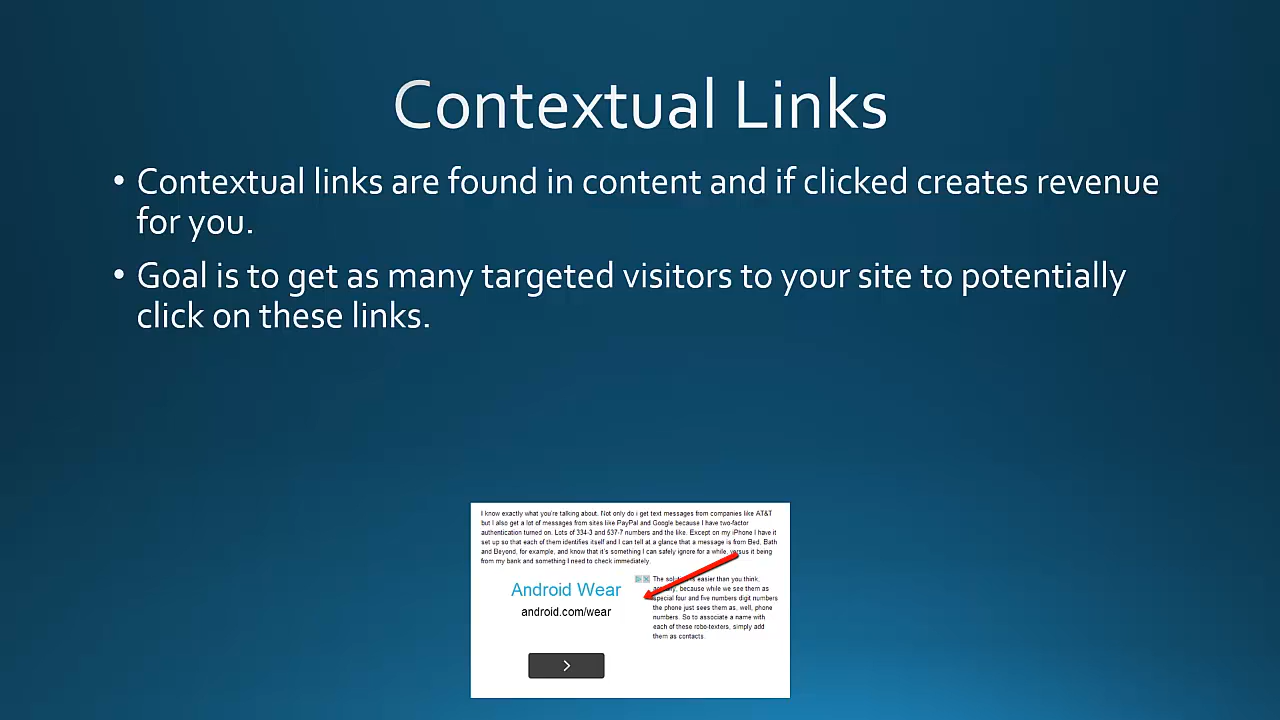 Contextual Links
• Contextual links are found in content and if clicked creates revenue
for you.
• Goal is to get as many targeted visitors to your site to potentially
click on these links.
I know exactly what you're talking about. Not only do i get text messages from companies like AT&T
but I also get a lot of messages from sites like PayPal and Google because I have two-factor
authentication turned on. Lots of 334-3 and 537-7 numbers and the like. Except on my iPhone I have it
set up so that each of them identifies itself and I can tell at a glance that a message is from Bed, Bath
and Beyond, for example, and know that it's something I can safely ignore for a while, versus it being
from my bank and something I need to check immediately.
Android Wear
android.com/wear
The is easier than you think,
because while we see them as
special four and five numbers digit numbers
the phone just sees them as, well, phone
numbers. So to associate a name with
each of these robo-texters, simply add
them as contacts.